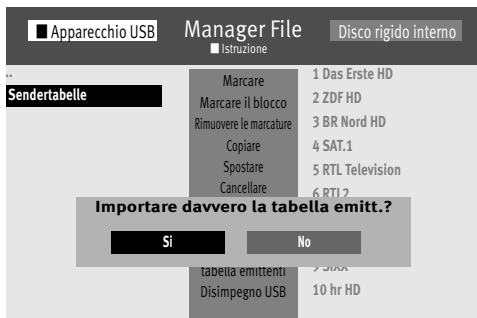 Apparecchio USB
Manager File
Istruzione
Disco rigido interno
..
Sendertabelle
Marcare
Marcare il blocco
Rimuovere le marcature
Copiare
Spostare
Cancellare
tabella emittenti
Disimpegno USB
1 Das Erste HD
2 ZDF HD
3 BR Nord HD
4 SAT.1
5 RTL Television
6 RTL2
10 hr HD
Importare davvero la tabella emitt.?
Si
No